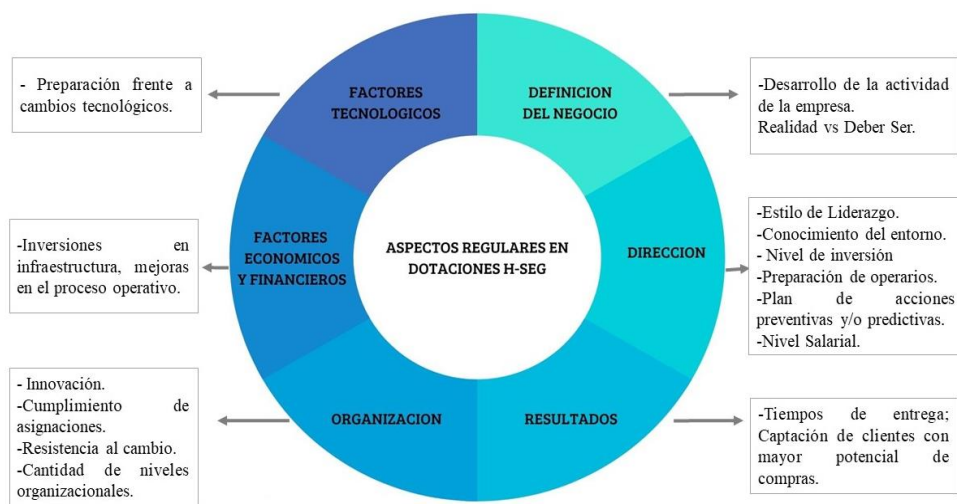 FACTORES
TECNOLOGICOS
- Preparación frente a
cambios tecnológicos.
DEFINICION
DEL NEGOCIO
-Desarrollo de la actividad
de la empresa.
Realidad vs Deber Ser.
FACTORES
ECONOMICOS
Y FINANCIEROS
-Inversiones en
infraestructura, mejoras
en el proceso operativo.
ASPECTOS REGULARES EN
DOTACIONES H-SEG
DIRECCION
-Estilo de Liderazgo.
-Conocimiento del entorno.
- Nivel de inversión
-Preparación de operarios.
-Plan de acciones
preventivas y/o predictivas.
-Nivel Salarial.
ORGANIZACION
- Innovación.
-Cumplimiento de
asignaciones.
-Resistencia al cambio.
-Cantidad de niveles
organizacionales.
RESULTADOS
-Tiempos de entrega;
Captación de clientes con
mayor potencial de
compras.